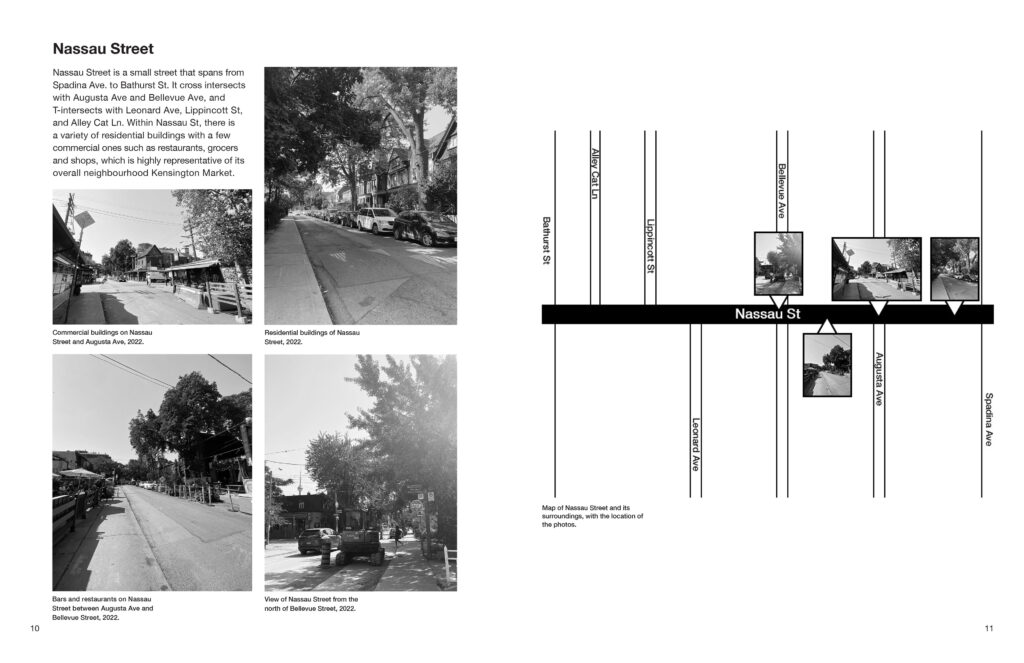 Nassau Street
Nassau Street is a small street that spans from
Spadina Ave. to Bathurst St. It cross intersects
with Augusta Ave and Bellevue Ave, and
T-intersects with Leonard Ave, Lippincott St,
and Alley Cat Ln. Within Nassau St, there is
a variety of residential buildings with a few
commercial ones such as restaurants, grocers
and shops, which is highly representative of its
overall neighbourhood Kensington Market.
Commercial buildings on Nassau
Street and Augusta Ave, 2022.
Residential buildings of Nassau
Street, 2022.
Bars and restaurants on Nassau
Street between Augusta Ave and
Bellevue Street, 2022.
View of Nassau Street from the
north of Bellevue Street, 2022.
10
Bathurst St
Alley Cat Ln
Lippincott St
Bellevue Ave
Nassau St
Leonard Ave
Augusta Ave
Spadina Ave
Map of Nassau Street and its
surroundings, with the location of
the photos.
11